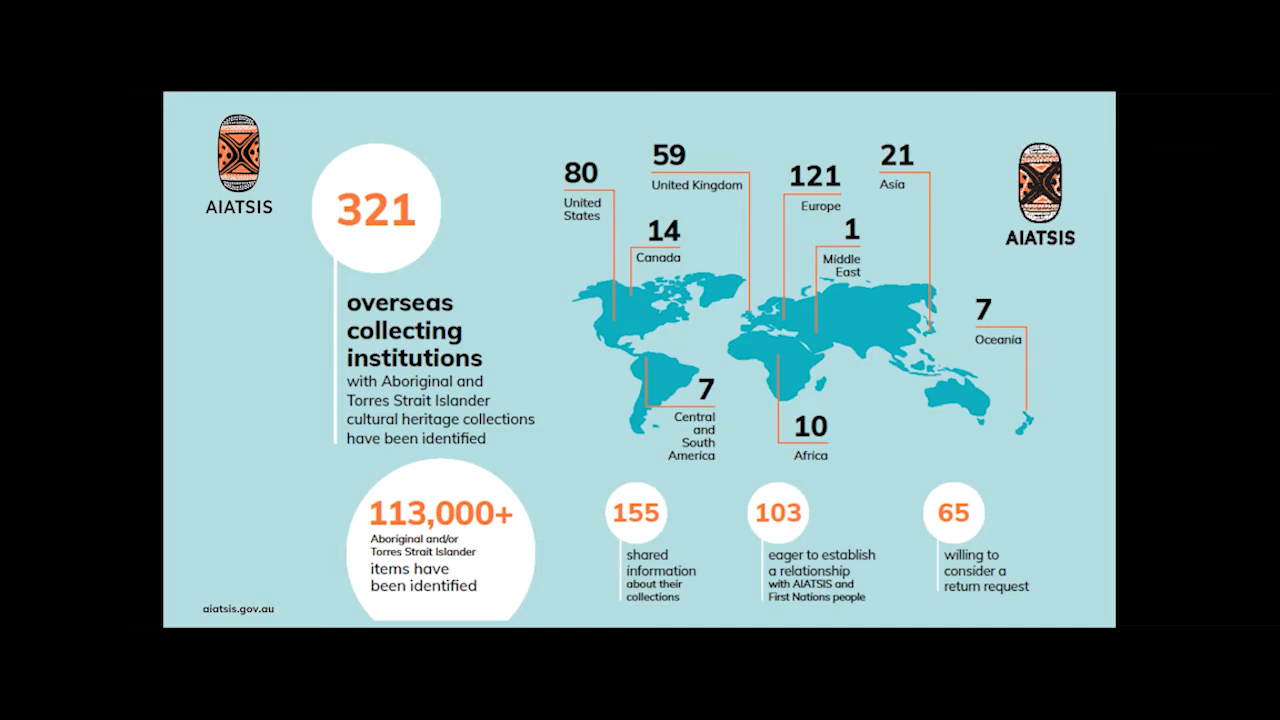 AIATSIS
321
overseas
collecting
institutions
with Aboriginal and
Torres Strait Islander
cultural heritage collections
have been identified
80
United
States
59
United Kingdom
14
Canada
121
Europe
1
Middle
East
21
Asia
7
Oceania
7
Central
and
South
America
10
Africa
AIATSIS
113,000+
Aboriginal and/or
Torres Strait Islander
items have
been identified
155
shared
information
about their
collections
103
eager to establish
a relationship
with AIATSIS and
First Nations people
65
willing to
consider a
return request
aiatsis.gov.au